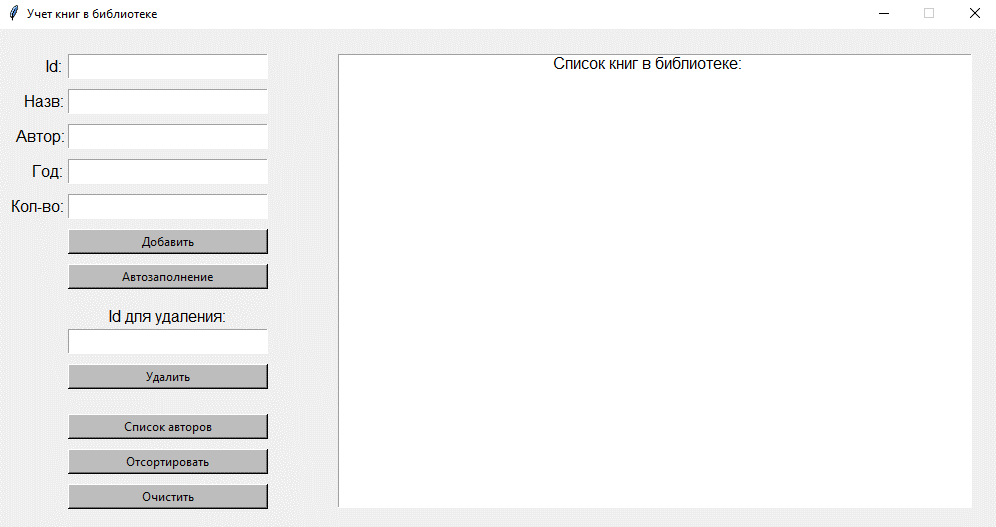 Учет книг в библиотеке
Id:
Назв:
Автор:
Год:
Кол-во:
Добавить
Автозаполнение
Id для удаления:
Удалить
Список авторов
Отсортировать
Очистить
Список книг в библиотеке: